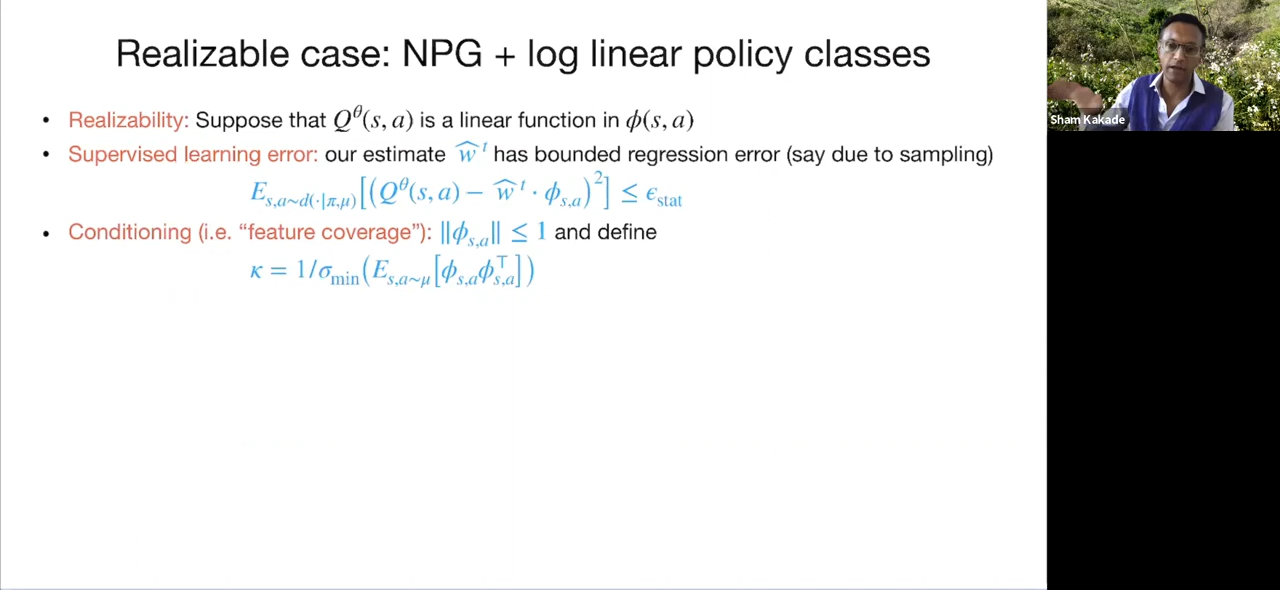 Realizable case: NPG + log linear policy classes
• Realizability: Suppose that Q^θ(s, a) is a linear function in ϕ(s, a)
• Supervised learning error: our estimate ŵ^t has bounded regression error (say due to sampling)
E_{s,a∼d(·|π,μ)}[(Q^θ(s, a) − ŵ^t · ϕ_{s,a})^2] ≤ ϵ_stat
• Conditioning (i.e. “feature coverage”): ||ϕ_{s,a}|| ≤ 1 and define
κ = 1/σ_min(E_{s,a∼μ}[ϕ_{s,a}ϕ_{s,a}^⊤])
Sham Kakade